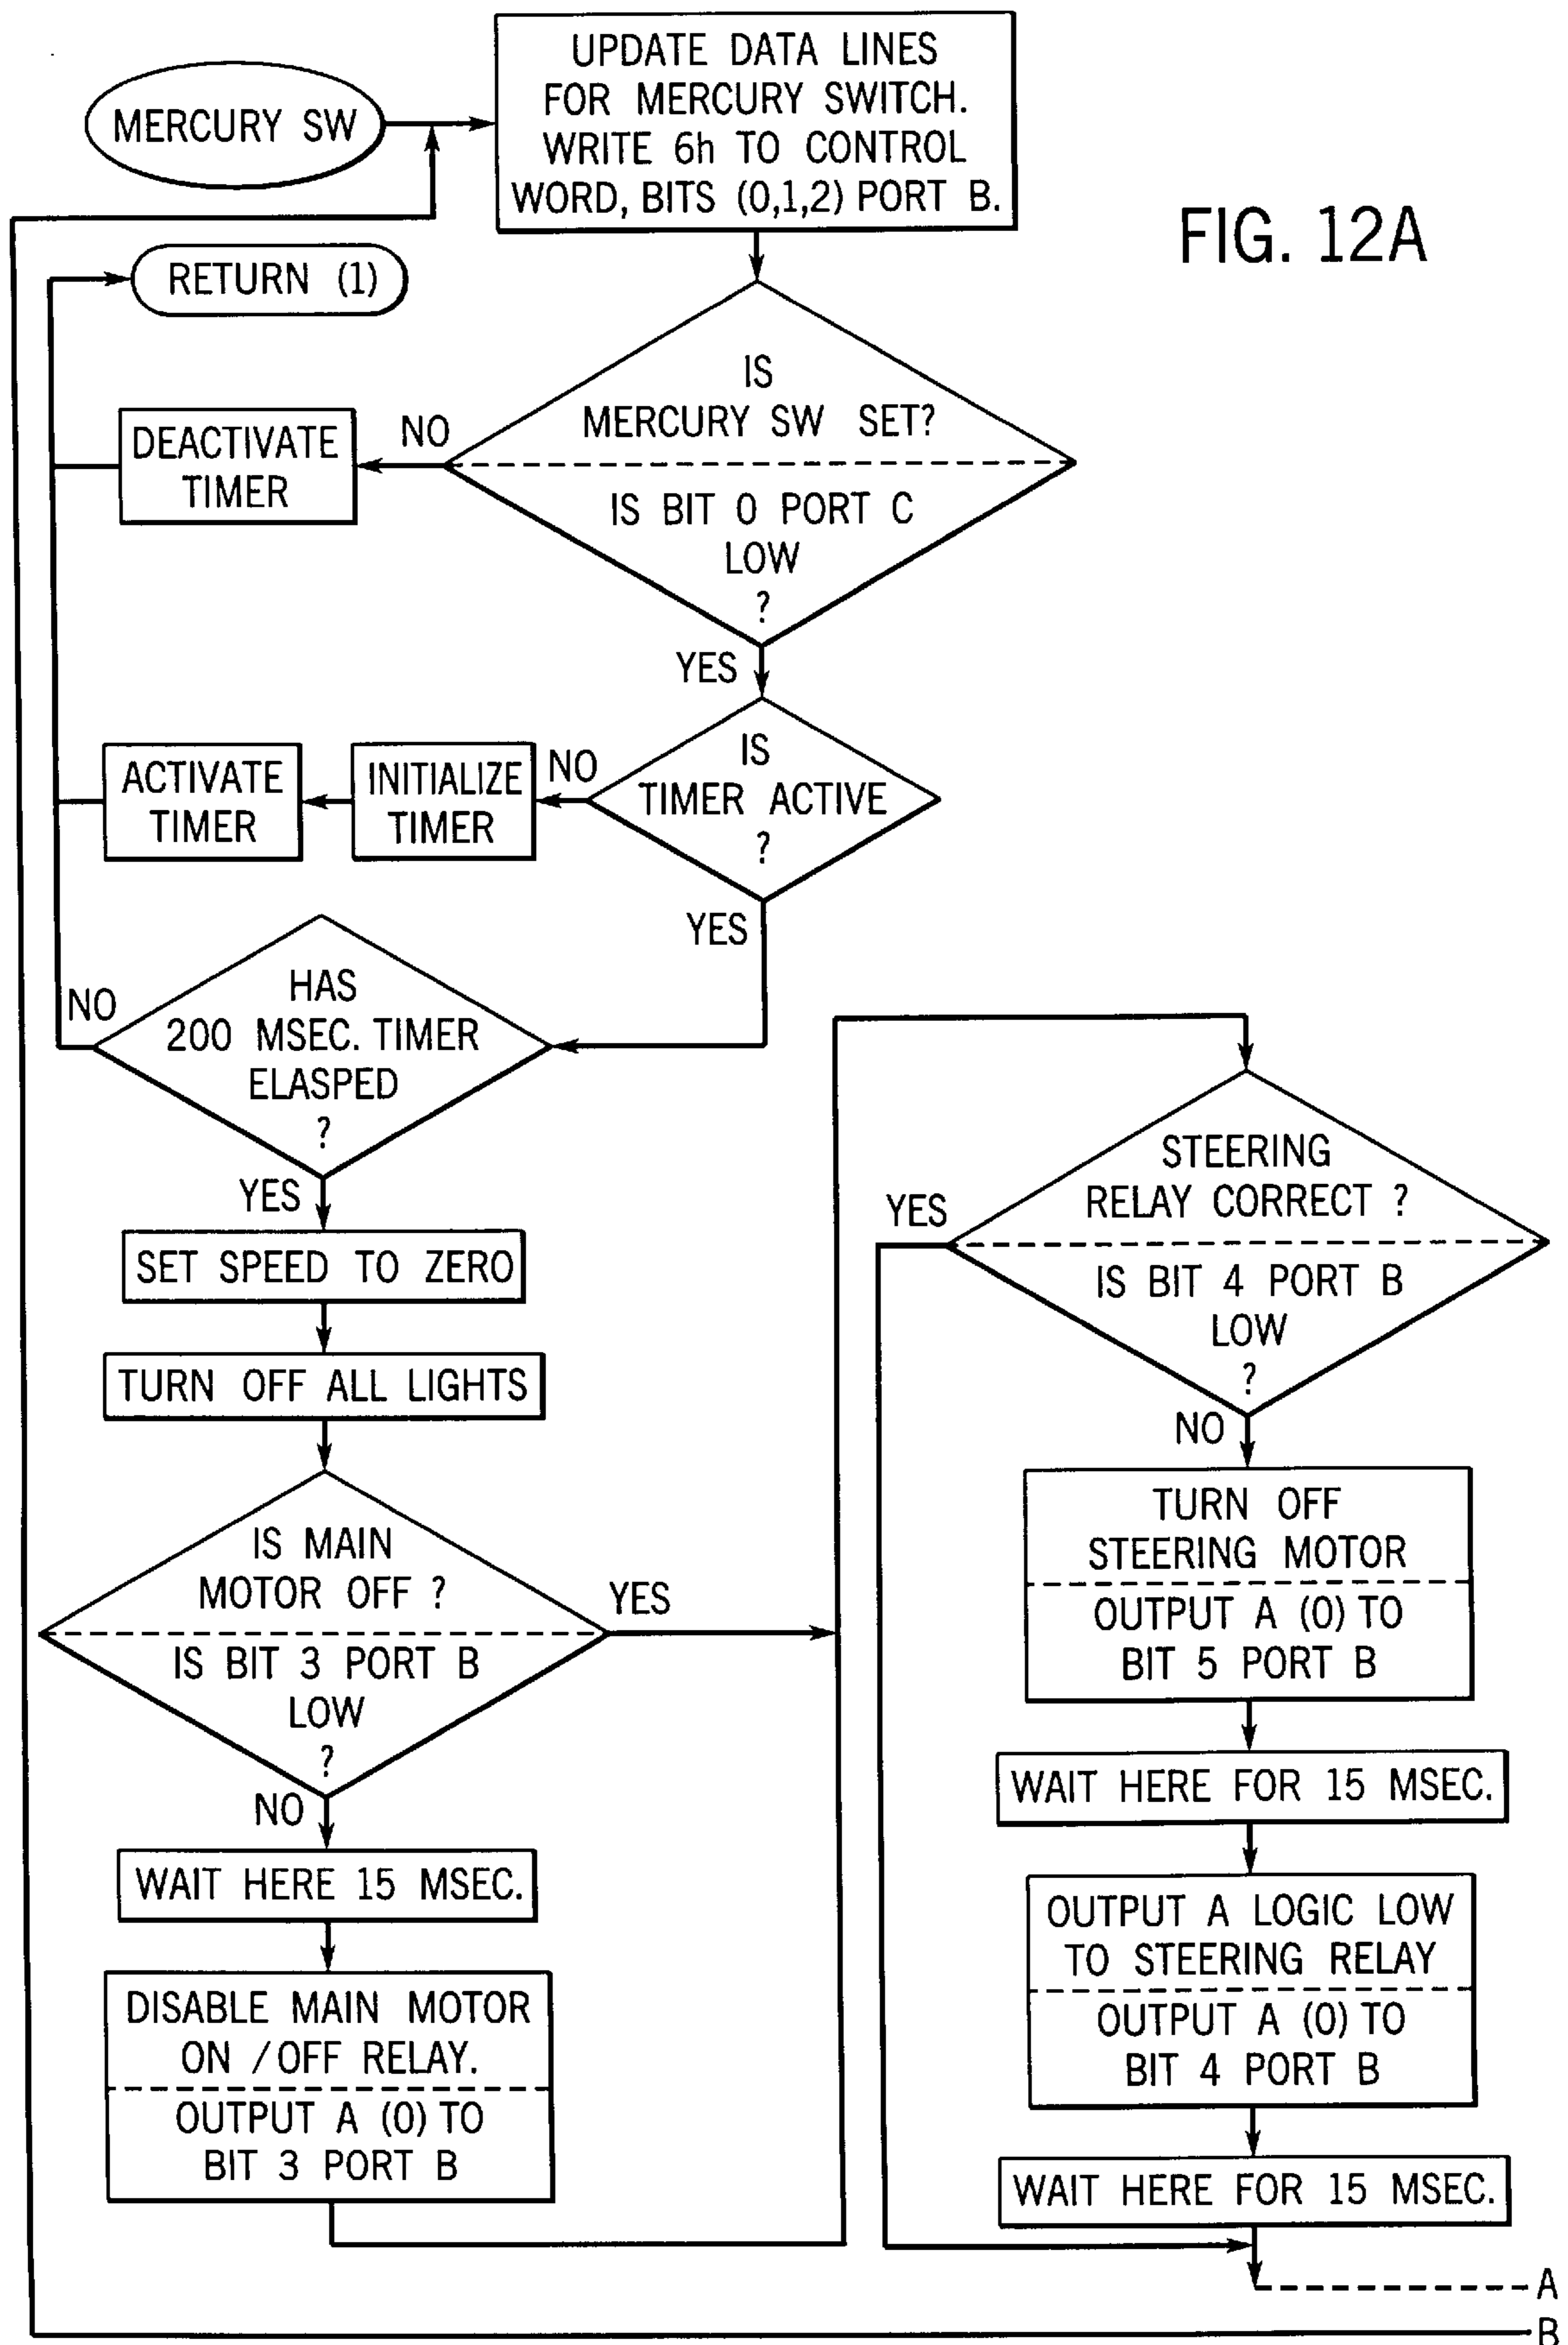 UPDATE DATA LINES
FOR MERCURY SWITCH.
WRITE 6h TO CONTROL
WORD, BITS (0,1,2) PORT B.
MERCURY SW
FIG. 12A
RETURN (1)
IS
MERCURY SW SET?
IS BIT 0 PORT C
LOW
?
NO
DEACTIVATE
TIMER
YES
IS
TIMER ACTIVE
?
NO
INITIALIZE
TIMER
ACTIVATE
TIMER
YES
HAS
200 MSEC. TIMER
ELASPED
?
NO
YES
SET SPEED TO ZERO
TURN OFF ALL LIGHTS
IS MAIN
MOTOR OFF ?
IS BIT 3 PORT B
LOW
?
YES
NO
WAIT HERE 15 MSEC.
DISABLE MAIN MOTOR
ON / OFF RELAY.
OUTPUT A (0) TO
BIT 3 PORT B
STEERING
RELAY CORRECT ?
IS BIT 4 PORT B
LOW
?
YES
NO
TURN OFF
STEERING MOTOR
OUTPUT A (0) TO
BIT 5 PORT B
WAIT HERE FOR 15 MSEC.
OUTPUT A LOGIC LOW
TO STEERING RELAY
OUTPUT A (0) TO
BIT 4 PORT B
WAIT HERE FOR 15 MSEC.
A
B